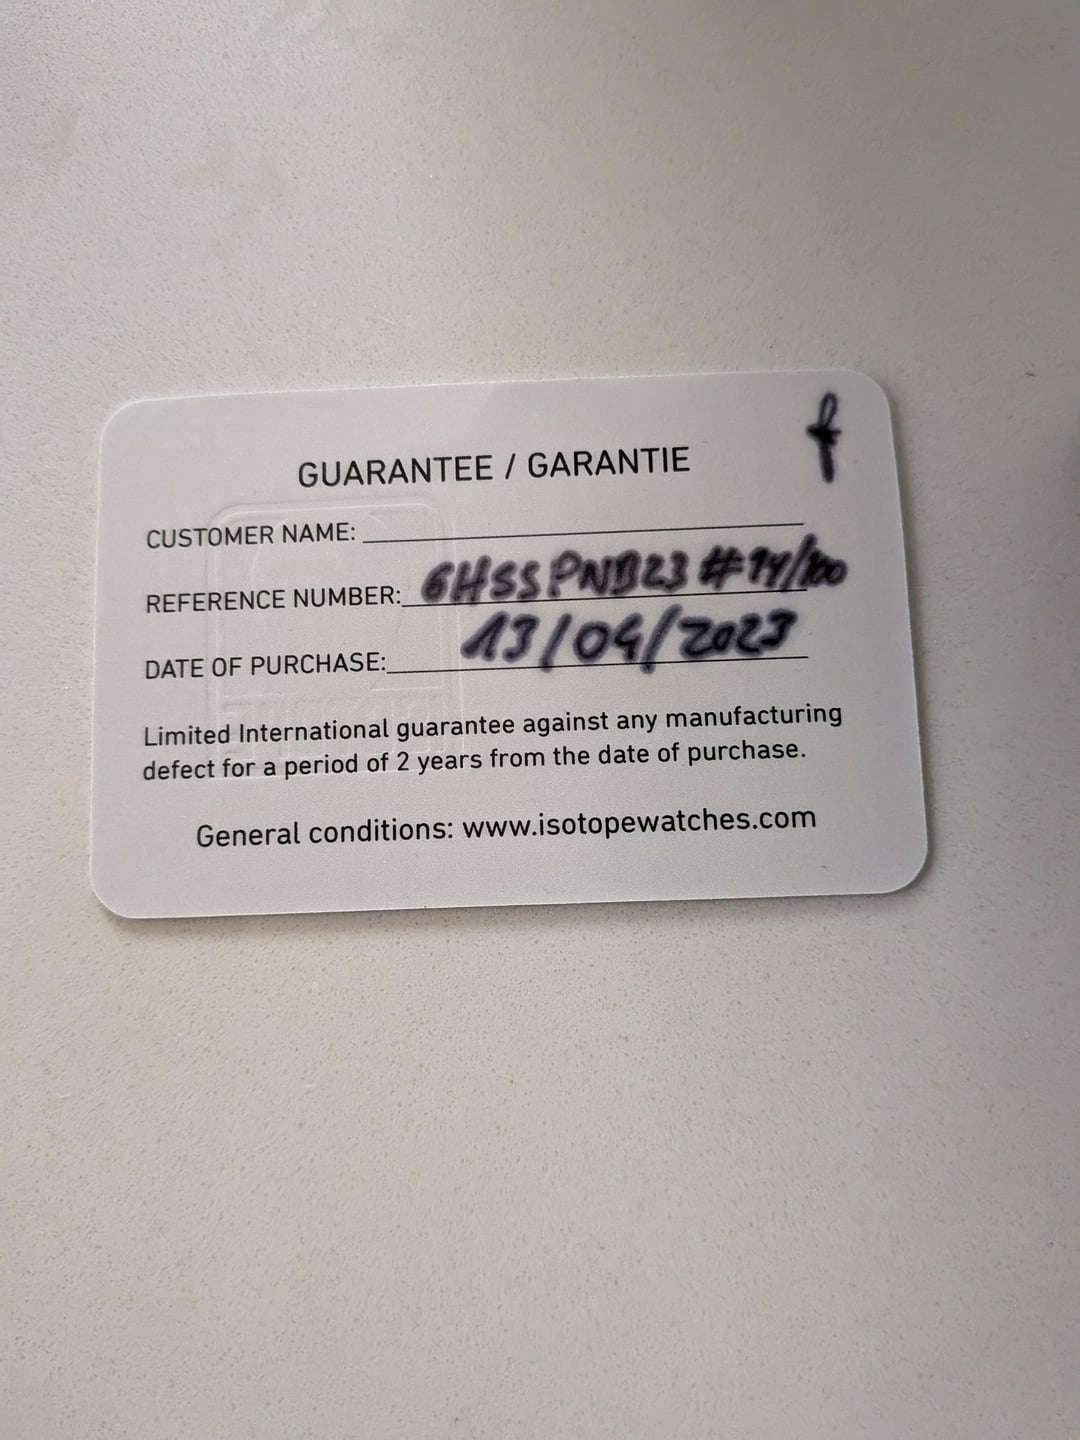 GUARANTEE / GARANTIE
CUSTOMER NAME:
REFERENCE NUMBER: GHSSPNB23 #94/100
DATE OF PURCHASE: 13/04/2023
Limited International guarantee against any manufacturing
defect for a period of 2 years from the date of purchase.
General conditions: www.isotopewatches.com